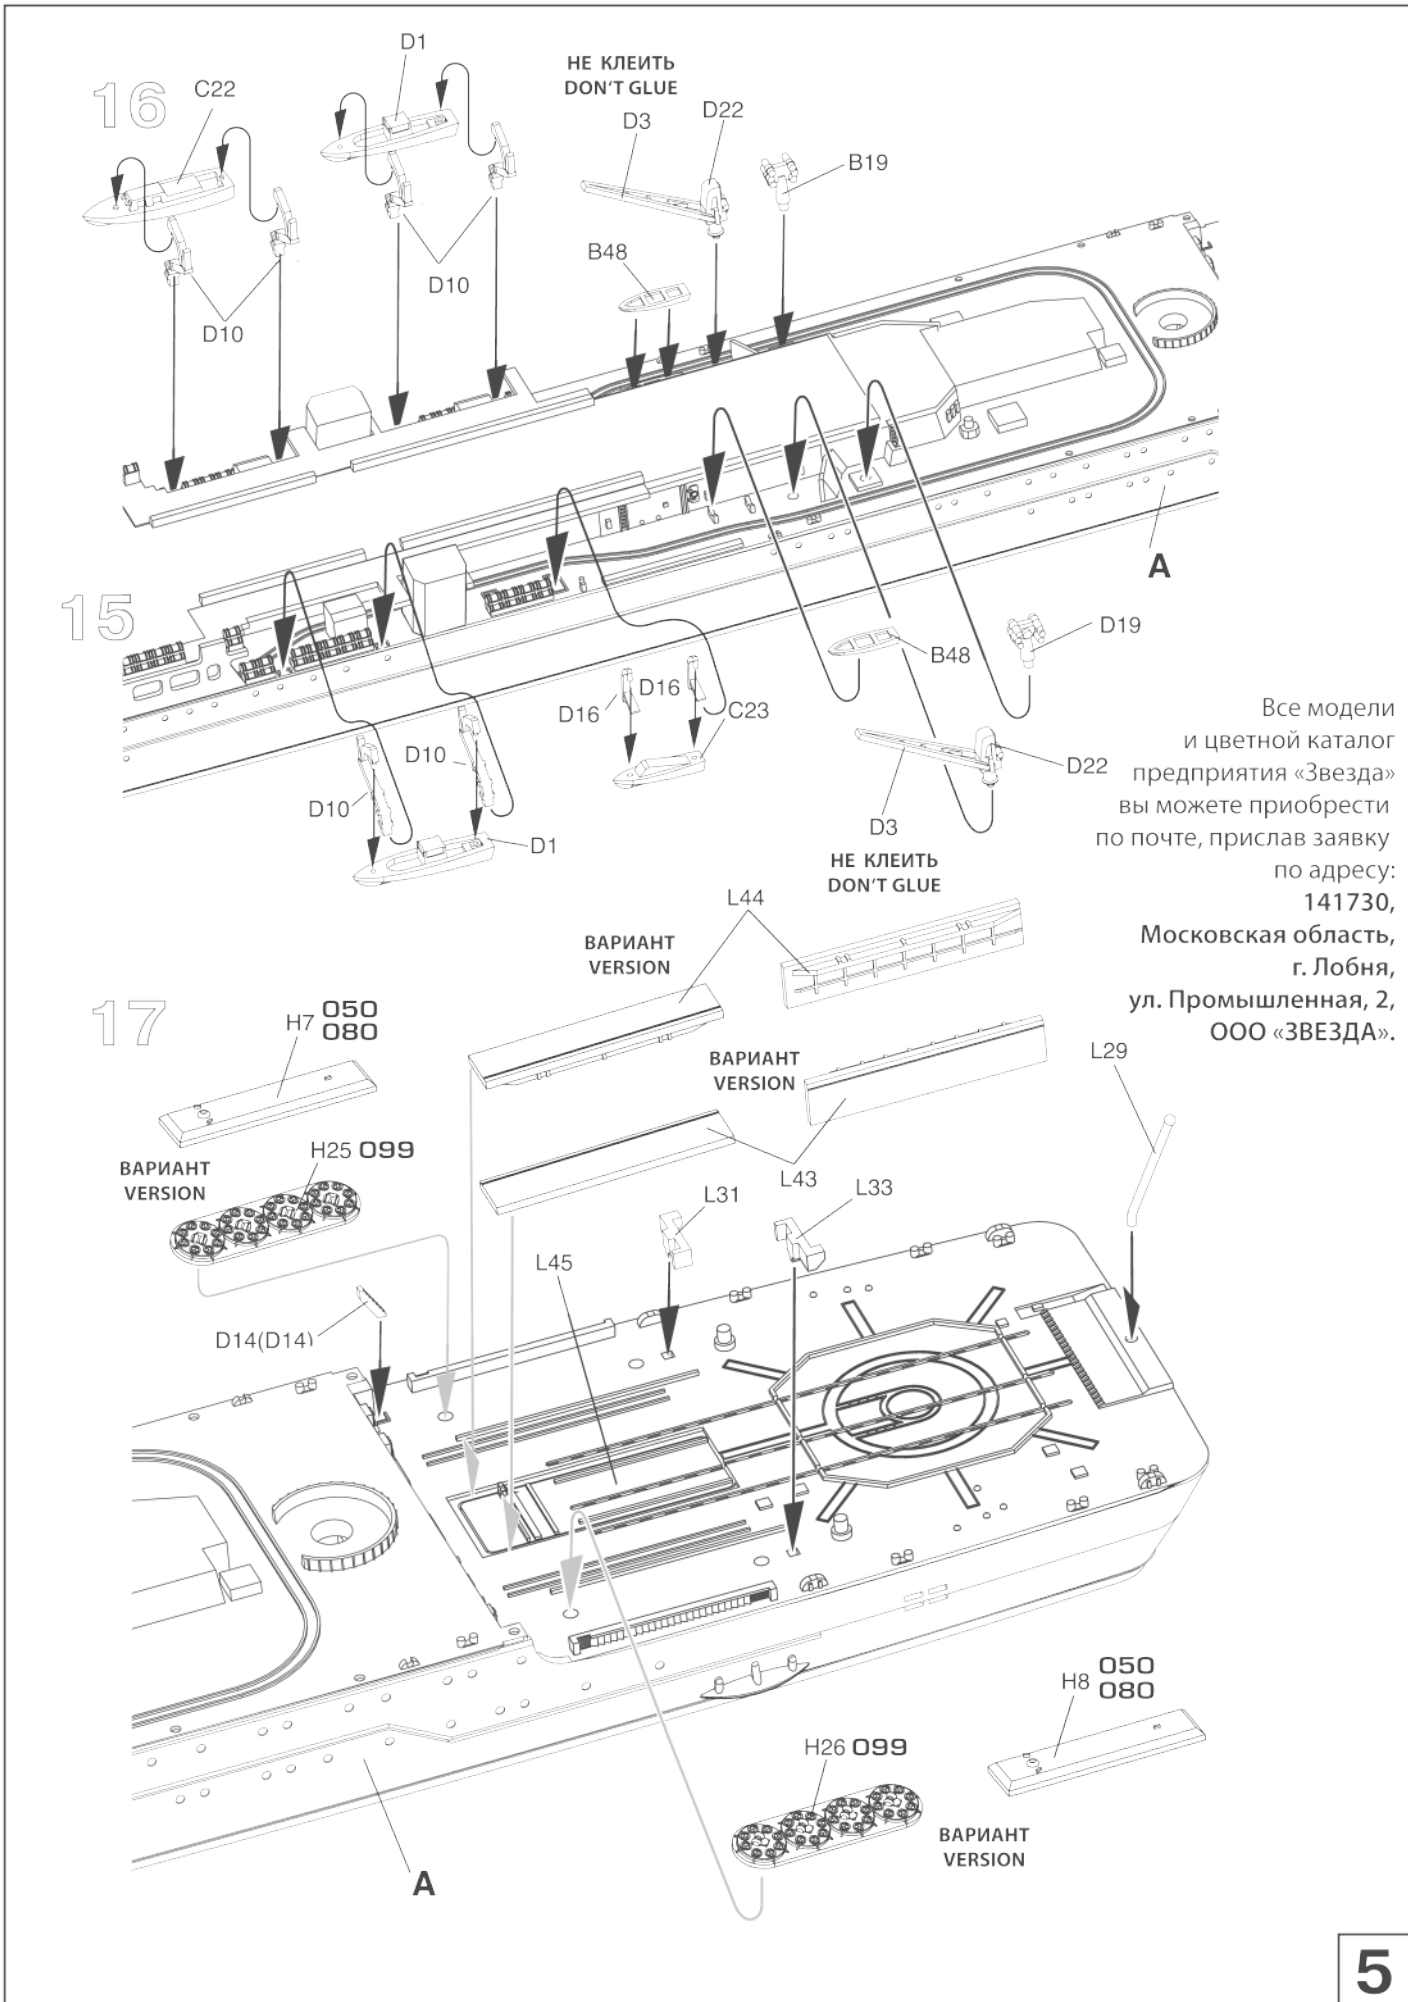 16
C22
D1
НЕ КЛЕИТЬ
DON'T GLUE
D3
D22
B19
B48
D10
D10
A
15
B48
D19
D16
D16
C23
D10
D10
D1
D22
D3
НЕ КЛЕИТЬ
DON'T GLUE
Все модели
и цветной каталог
предприятия «Звезда»
вы можете приобрести
по почте, прислав заявку
по адресу:
141730,
Московская область,
г. Лобня,
ул. Промышленная, 2,
ООО «ЗВЕЗДА».
17
H7 050
080
ВАРИАНТ
VERSION
L44
ВАРИАНТ
VERSION
L29
ВАРИАНТ
VERSION
H25 099
L43
L31
L33
L45
D14(D14)
H8 050
080
H26 099
ВАРИАНТ
VERSION
A
5